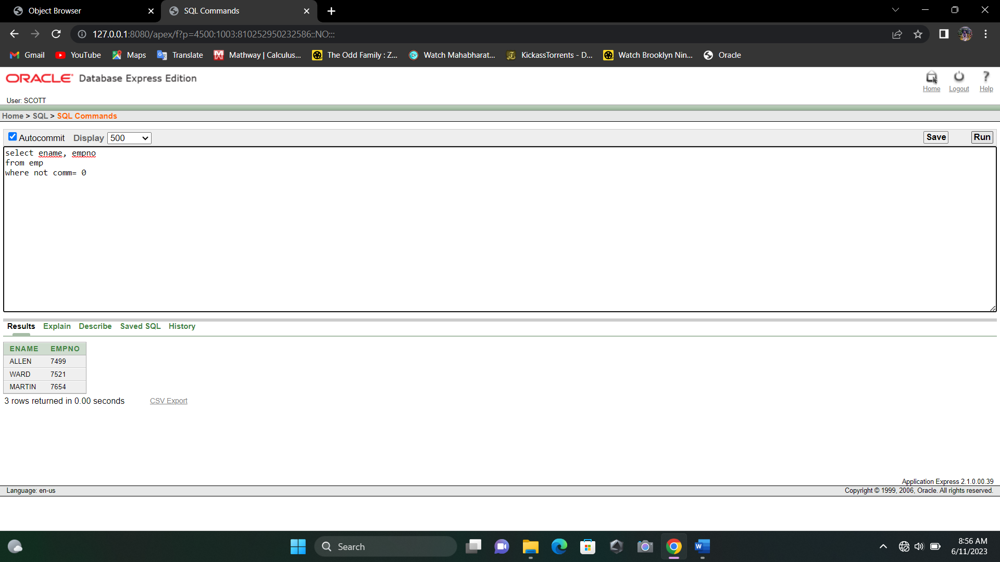 Object Browser
SQL Commands
127.0.0.1:8080/apex/f?p=4500:1003:810252950232586::NO:::
Gmail YouTube Maps Translate Mathway | Calculus... The Odd Family : Z... Watch Mahabharat... KickassTorrents - D... Watch Brooklyn Nin... Oracle
ORACLE Database Express Edition
Home Logout Help
User: SCOTT
Home > SQL > SQL Commands
Autocommit Display 500 Save Run
select ename, empno
from emp
where not comm= 0
Results Explain Describe Saved SQL History
ENAME EMPNO
ALLEN 7499
WARD 7521
MARTIN 7654
3 rows returned in 0.00 seconds CSV Export
Application Express 2.1.0.00.39
Language: en-us Copyright © 1999, 2006, Oracle. All rights reserved.
Search
8:56 AM
6/11/2023